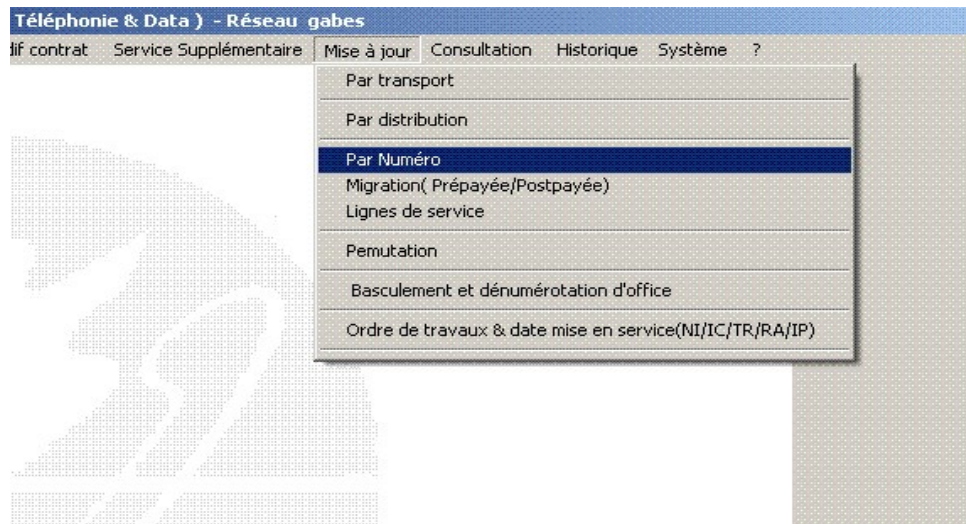 Téléphonie & Data ) - Réseau gabes
dif contrat Service Supplémentaire Mise à jour Consultation Historique Système ?
Par transport
Par distribution
Par Numéro
Migration( Prépayée/Postpayée)
Lignes de service
Pemutation
Basculement et dénumérotation d'office
Ordre de travaux & date mise en service(NI/IC/TR/RA/IP)